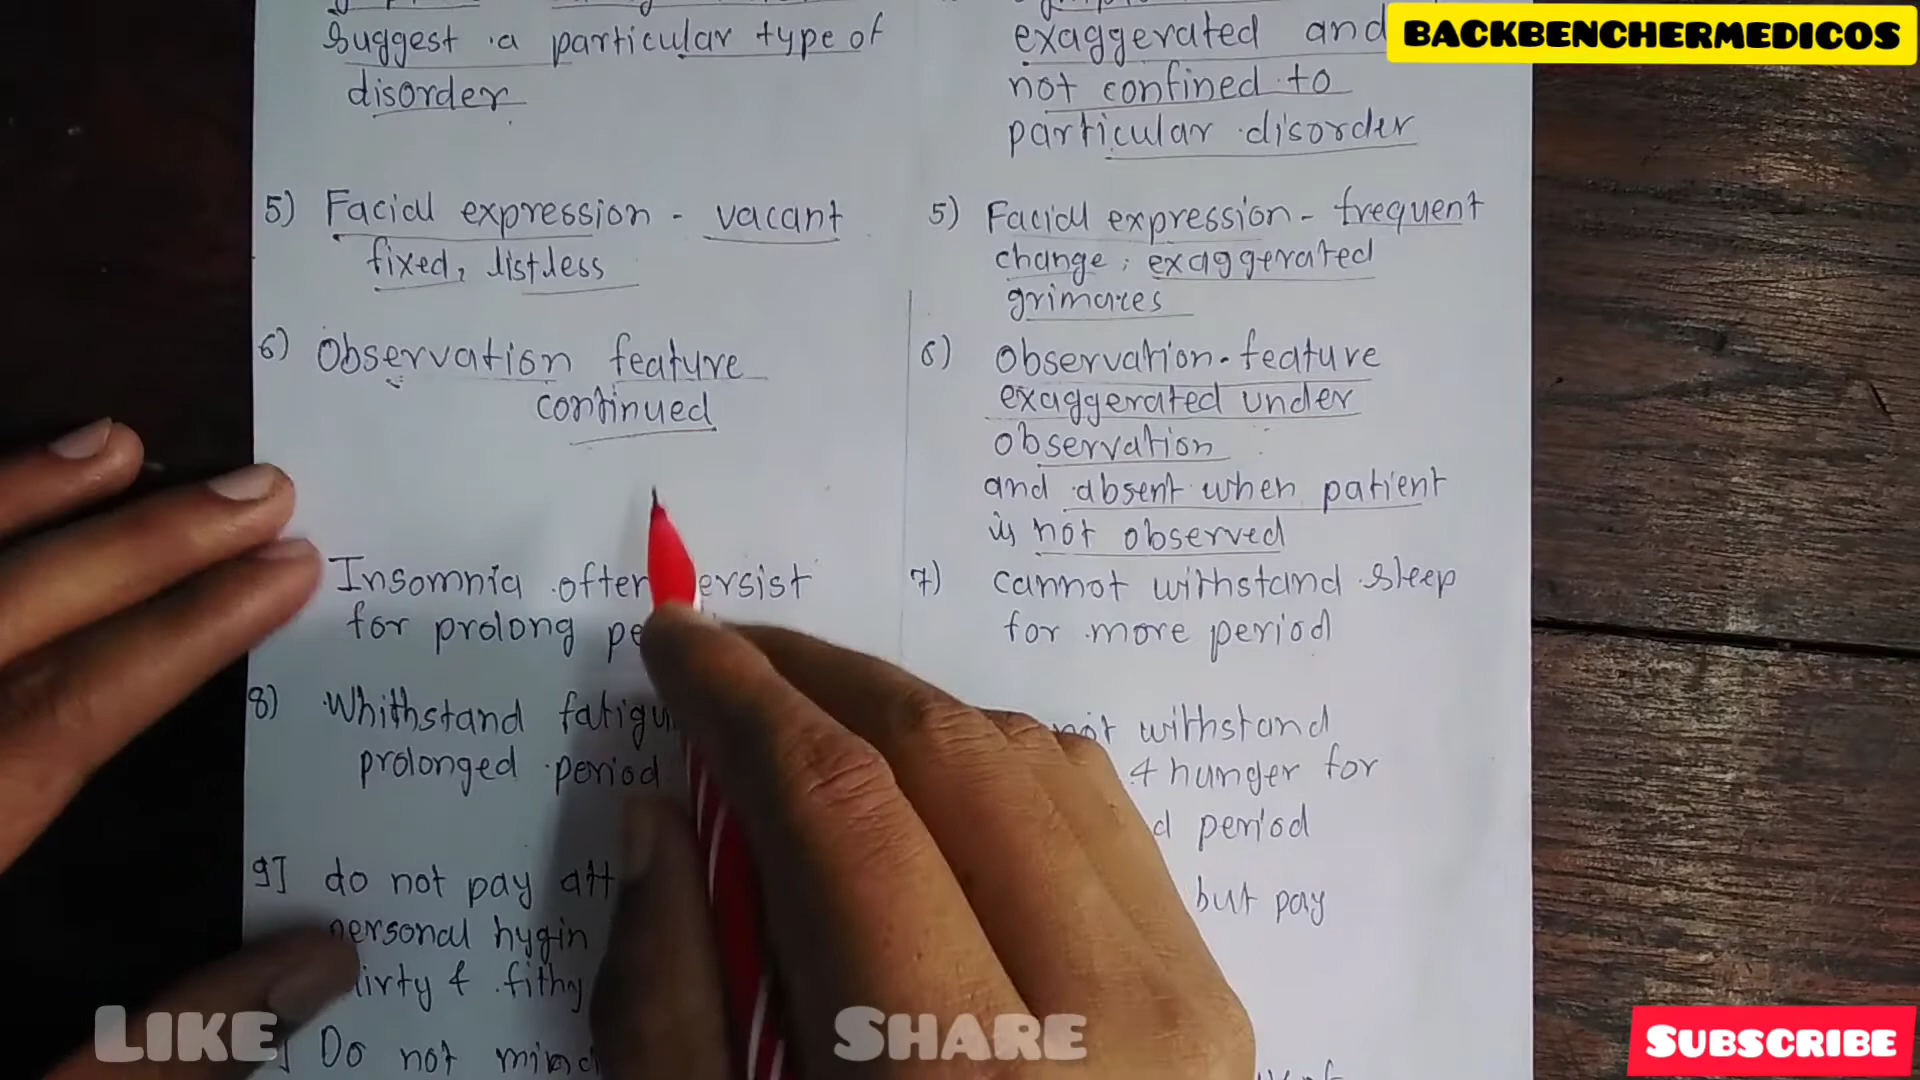 suggest a particular type of
disorder
5) Facial expression - vacant
fixed, listless
6) Observation feature
continued
Insomnia often
for prolong
8) Whithstand
prolonged period
9] do not pay
personal hygin
& filthy
Do not mind
exaggerated and
not confined to
particular disorder
5) Facial expression - frequent
change, exaggerated
grimaces
6) Observation - feature
exaggerated under
observation
and absent when patient
is not observed
7) cannot withstand sleep
for more period
withstand
& hunger for
period
but pay
BACKBENCHERMEDICOS
LIKE
SHARE
SUBSCRIBE